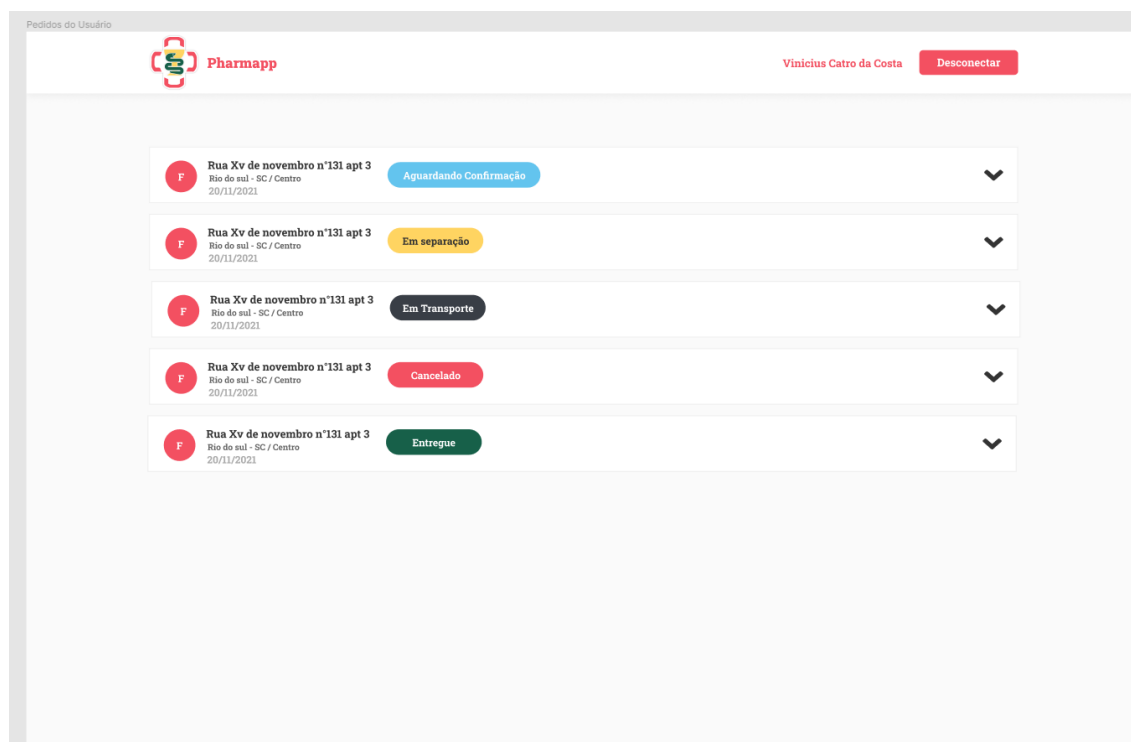 Pedidos do Usuário
Pharmapp
Vinicius Catro da Costa
Desconectar
F
Rua Xv de novembro n°131 apt 3
Rio do sul - SC / Centro
20/11/2021
Aguardando Confirmação
F
Rua Xv de novembro n°131 apt 3
Rio do sul - SC / Centro
20/11/2021
Em separação
F
Rua Xv de novembro n°131 apt 3
Rio do sul - SC / Centro
20/11/2021
Em Transporte
F
Rua Xv de novembro n°131 apt 3
Rio do sul - SC / Centro
20/11/2021
Cancelado
F
Rua Xv de novembro n°131 apt 3
Rio do sul - SC / Centro
20/11/2021
Entregue